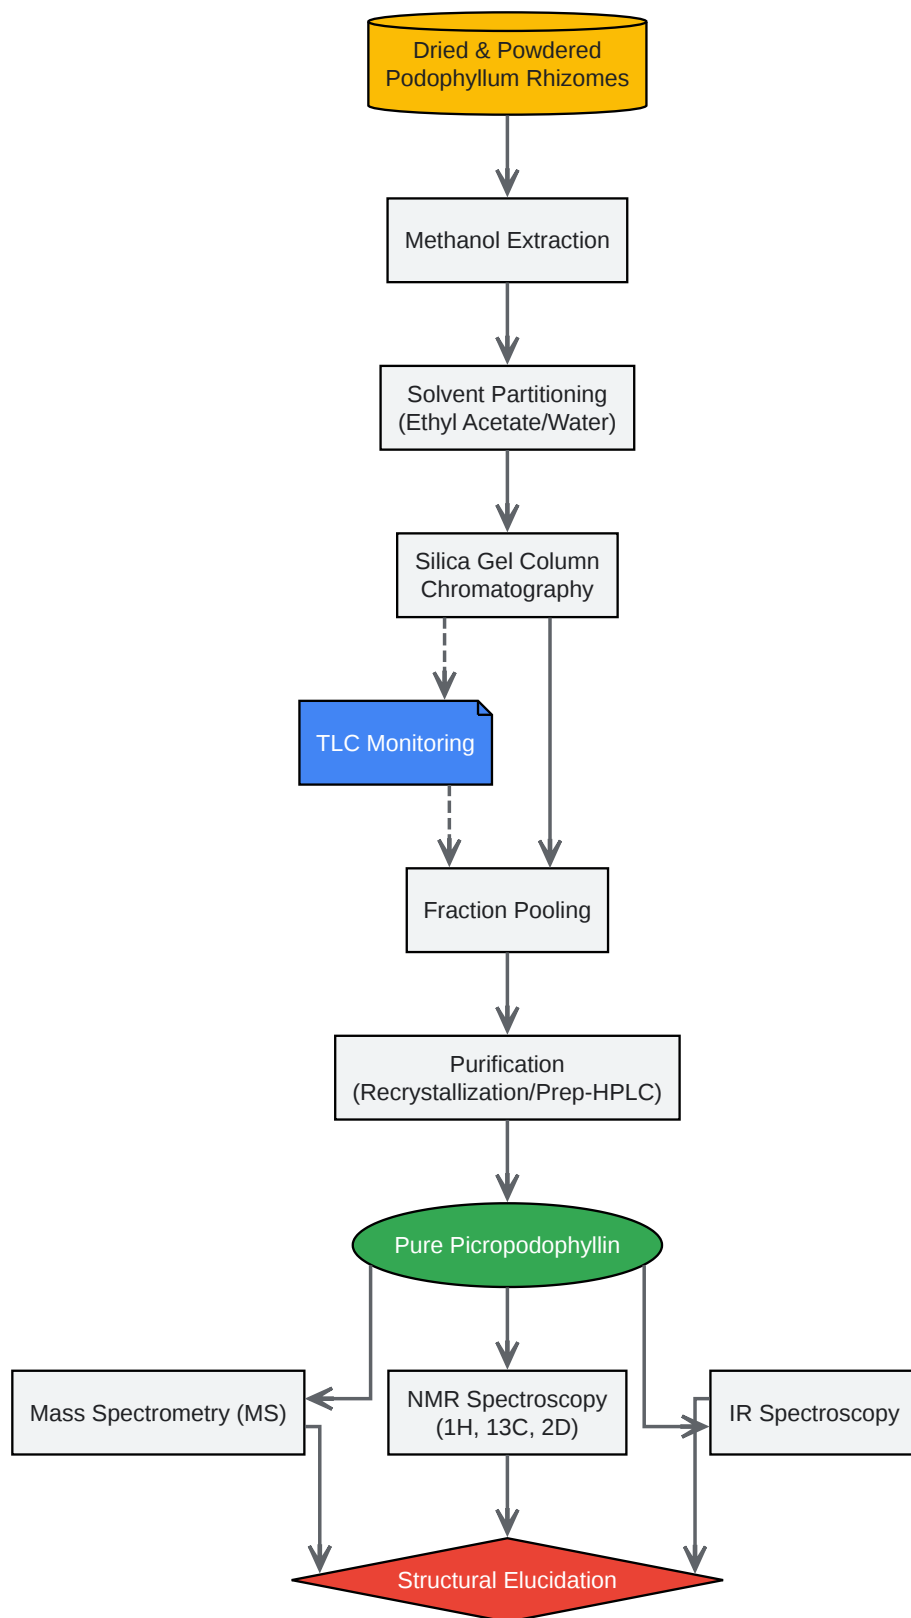 Dried & Powdered
Podophyllum Rhizomes
Methanol Extraction
Solvent Partitioning
(Ethyl Acetate/Water)
Silica Gel Column
Chromatography
TLC Monitoring
Fraction Pooling
Purification
(Recrystallization/Prep-HPLC)
Pure Picropodophyllin
Mass Spectrometry (MS)
NMR Spectroscopy
(1H, 13C, 2D)
IR Spectroscopy
Structural Elucidation